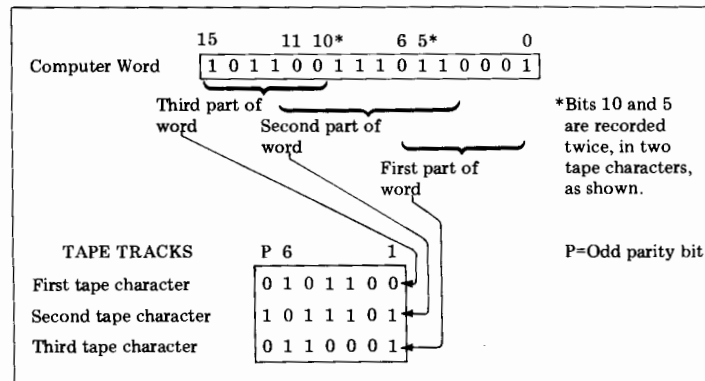 15 11 10* 6 5* 0
Computer Word 1 0 1 1 0 0 1 1 1 0 1 1 0 0 0 1
Third part of
word
Second part of
word
First part of
word
*Bits 10 and 5
are recorded
twice, in two
tape characters,
as shown.
TAPE TRACKS P 6 1
P=Odd parity bit
First tape character 0 1 0 1 1 0 0
Second tape character 1 0 1 1 1 0 1
Third tape character 0 1 1 0 0 0 1